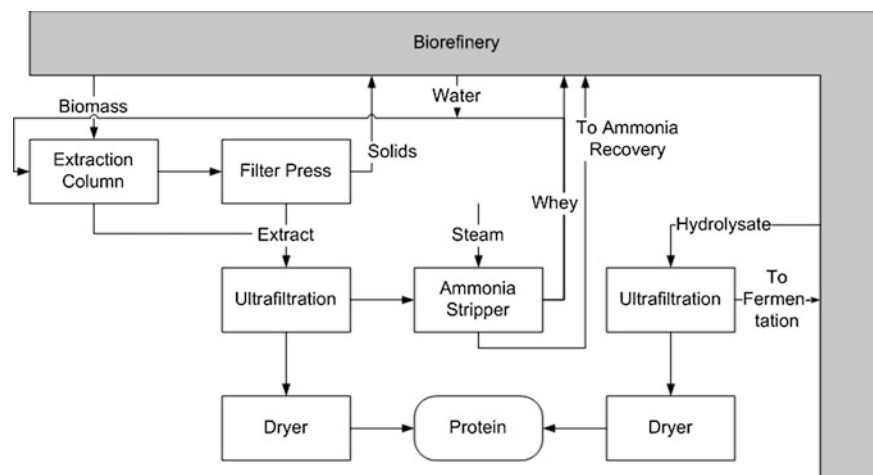 Biorefinery
Biomass
Water
To Ammonia
Recovery
Extraction
Column
Filter Press
Solids
Whey
Extract
Steam
Hydrolysate
Ultrafiltration
Ammonia
Stripper
Ultrafiltration
To
Fermen-
tation
Dryer
Protein
Dryer